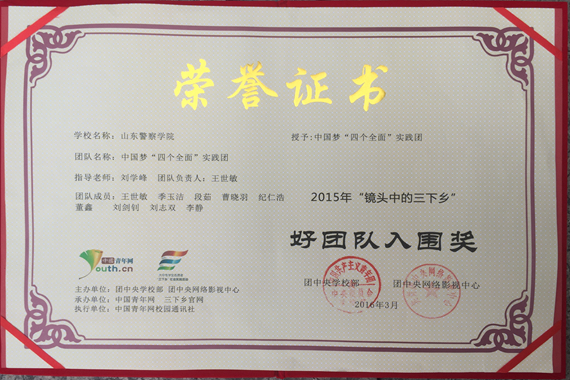 荣誉证书
学校名称：山东警察学院
授予：中国梦“四个全面”实践团
团队名称：中国梦“四个全面”实践团
指导老师：刘学峰 团队负责人：王世敏
团队成员：王世敏 季玉洁 段茹 曹晓羽 纪仁浩
董鑫 刘剑钊 刘志双 李静
2015年“镜头中的三下乡”
好团队入围奖
中国青年网
Youth.cn
主办单位：团中央学校部 团中央网络影视中心
承办单位：中国青年网 三下乡官网
执行单位：中国青年网校园通讯社
团中央学校部 团中央网络影视中心
2016年3月